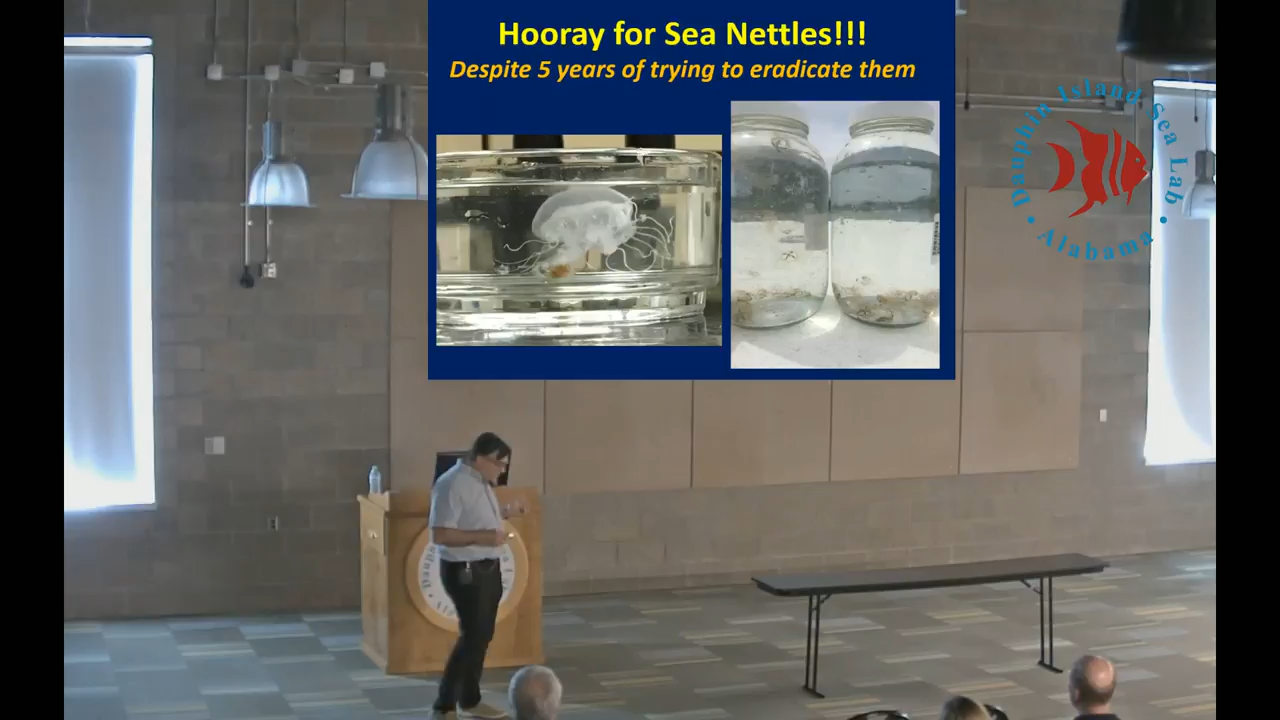 Hooray for Sea Nettles!!!
Despite 5 years of trying to eradicate them
Dauphin Island Sea Lab
• Alabama •